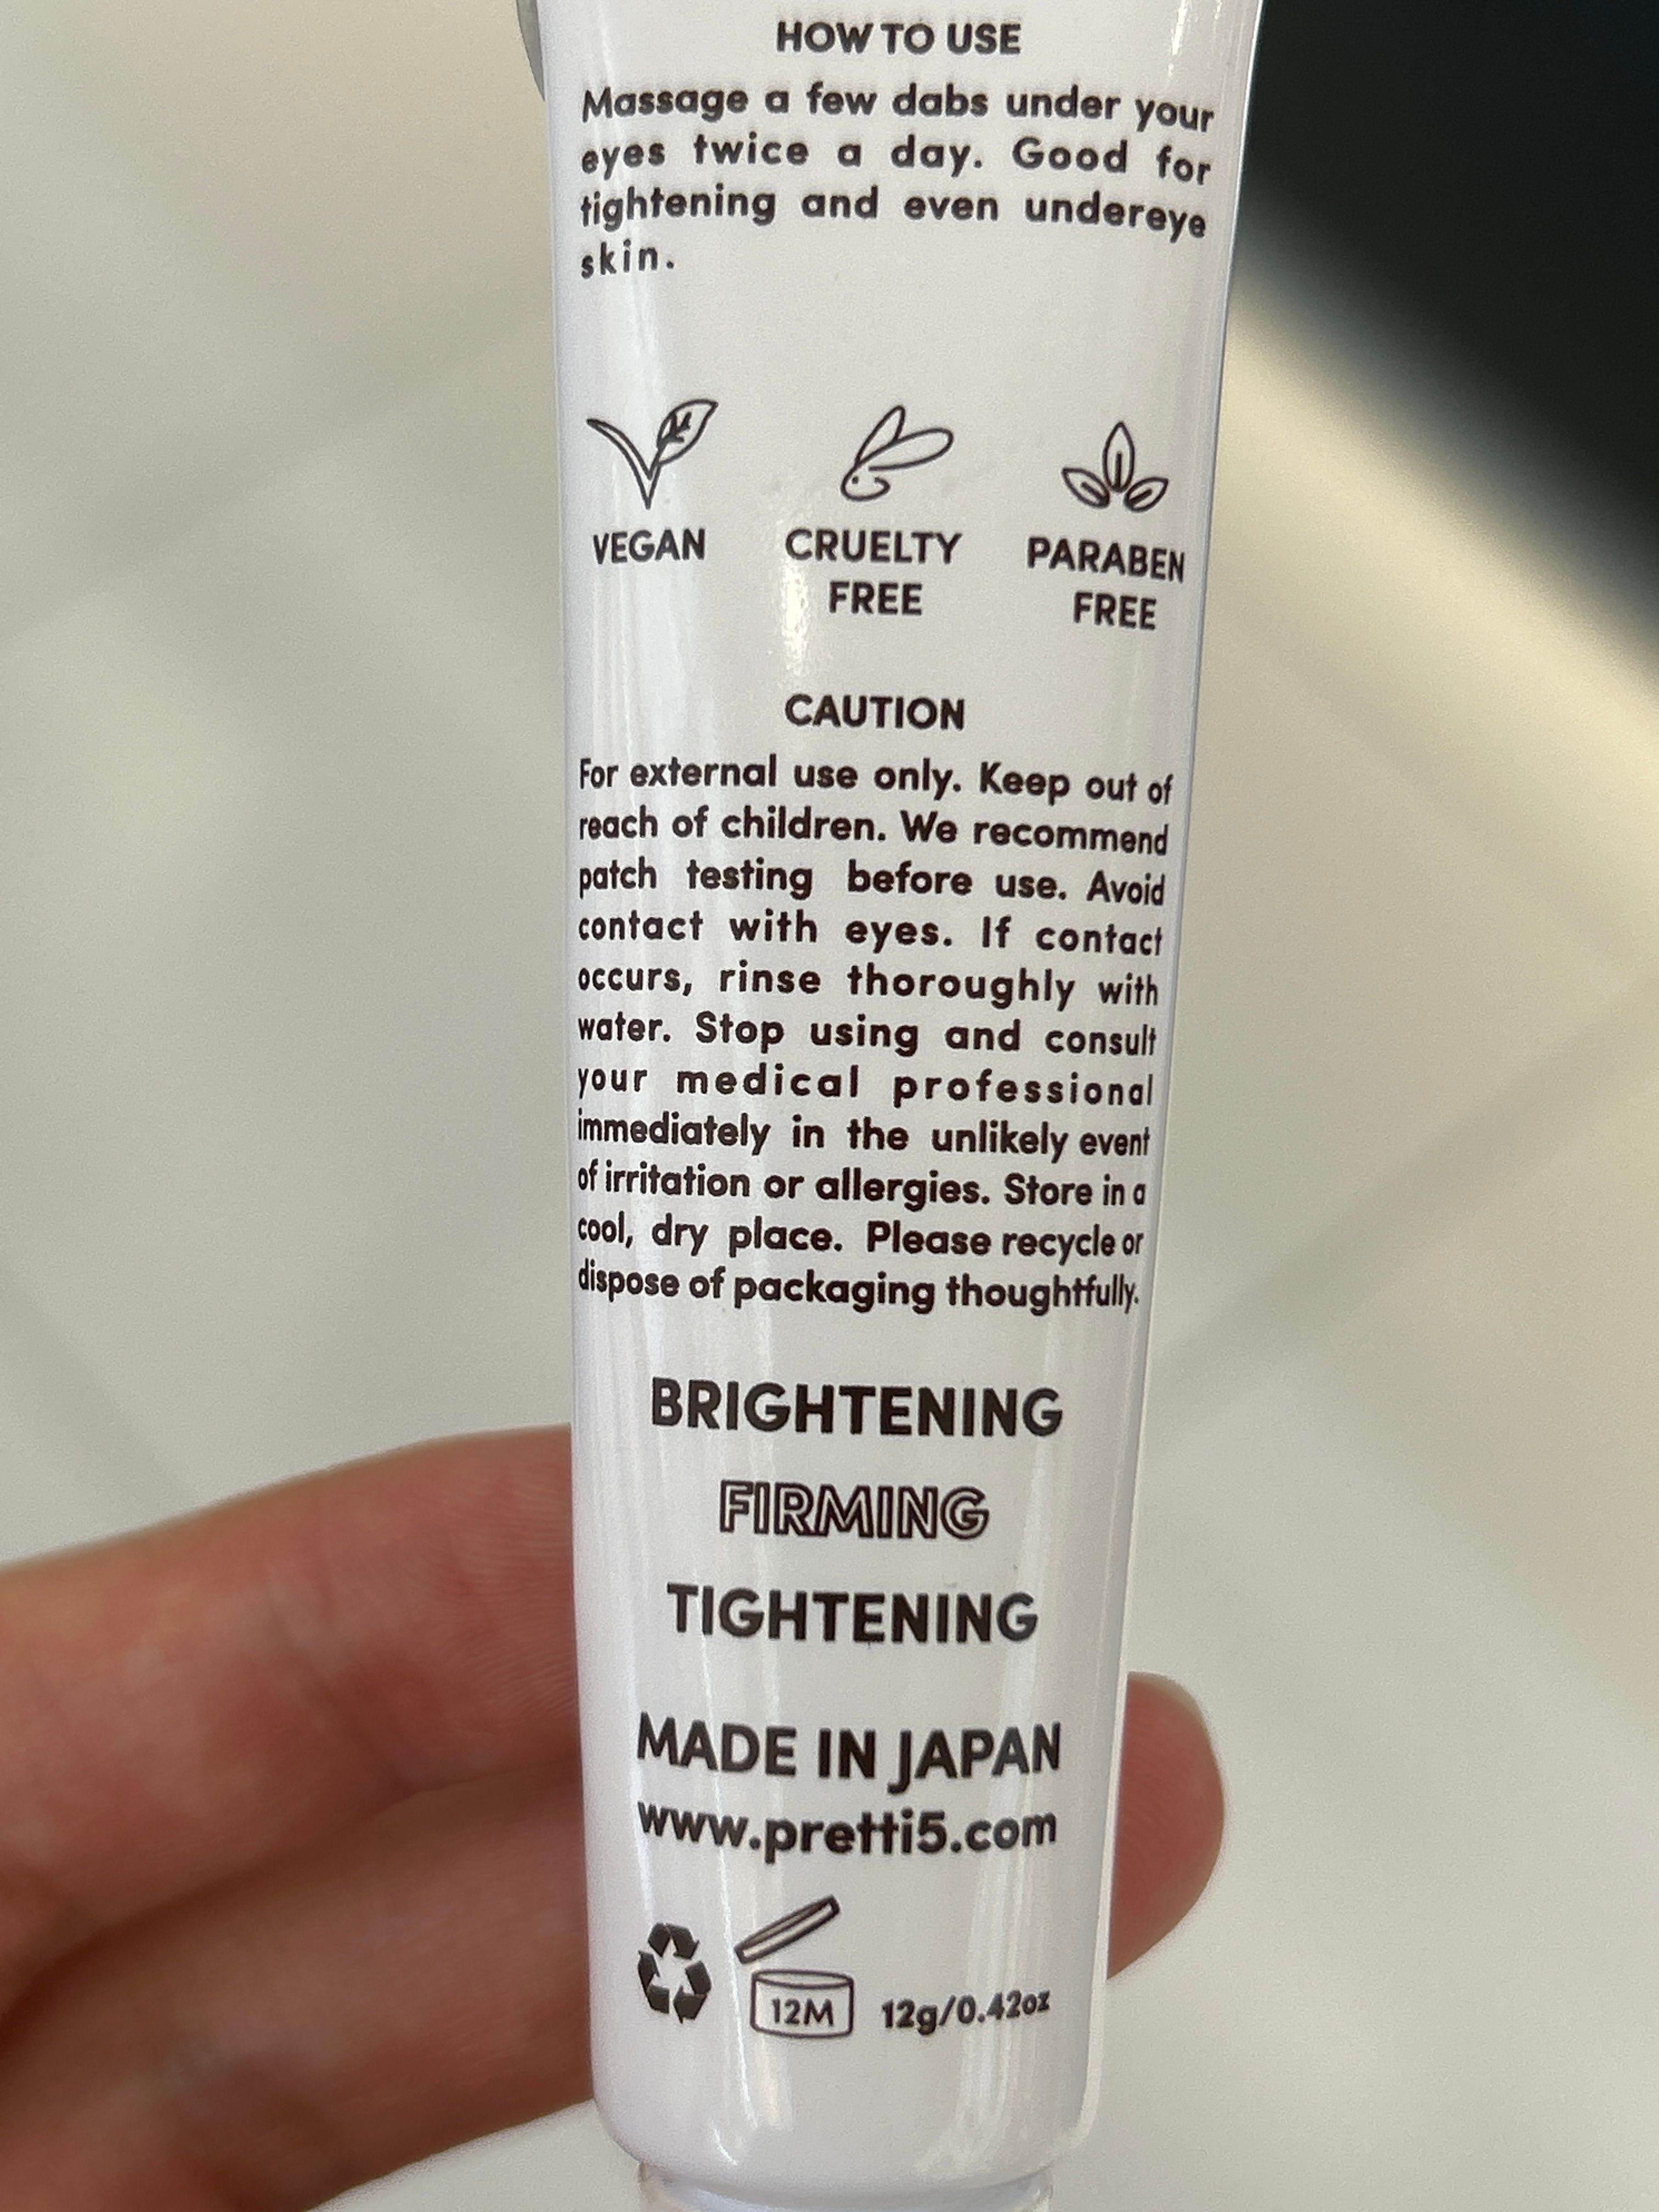 HOW TO USE
Massage a few dabs under your
eyes twice a day. Good for
tightening and even undereye
skin.
VEGAN
CRUELTY
FREE
PARABEN
FREE
CAUTION
For external use only. Keep out of
reach of children. We recommend
patch testing before use. Avoid
contact with eyes. If contact
occurs, rinse thoroughly with
water. Stop using and consult
your medical professional
immediately in the unlikely event
of irritation or allergies. Store in a
cool, dry place. Please recycle or
dispose of packaging thoughtfully.
BRIGHTENING
FIRMING
TIGHTENING
MADE IN JAPAN
www.pretti5.com
12M
12g/0.42oz